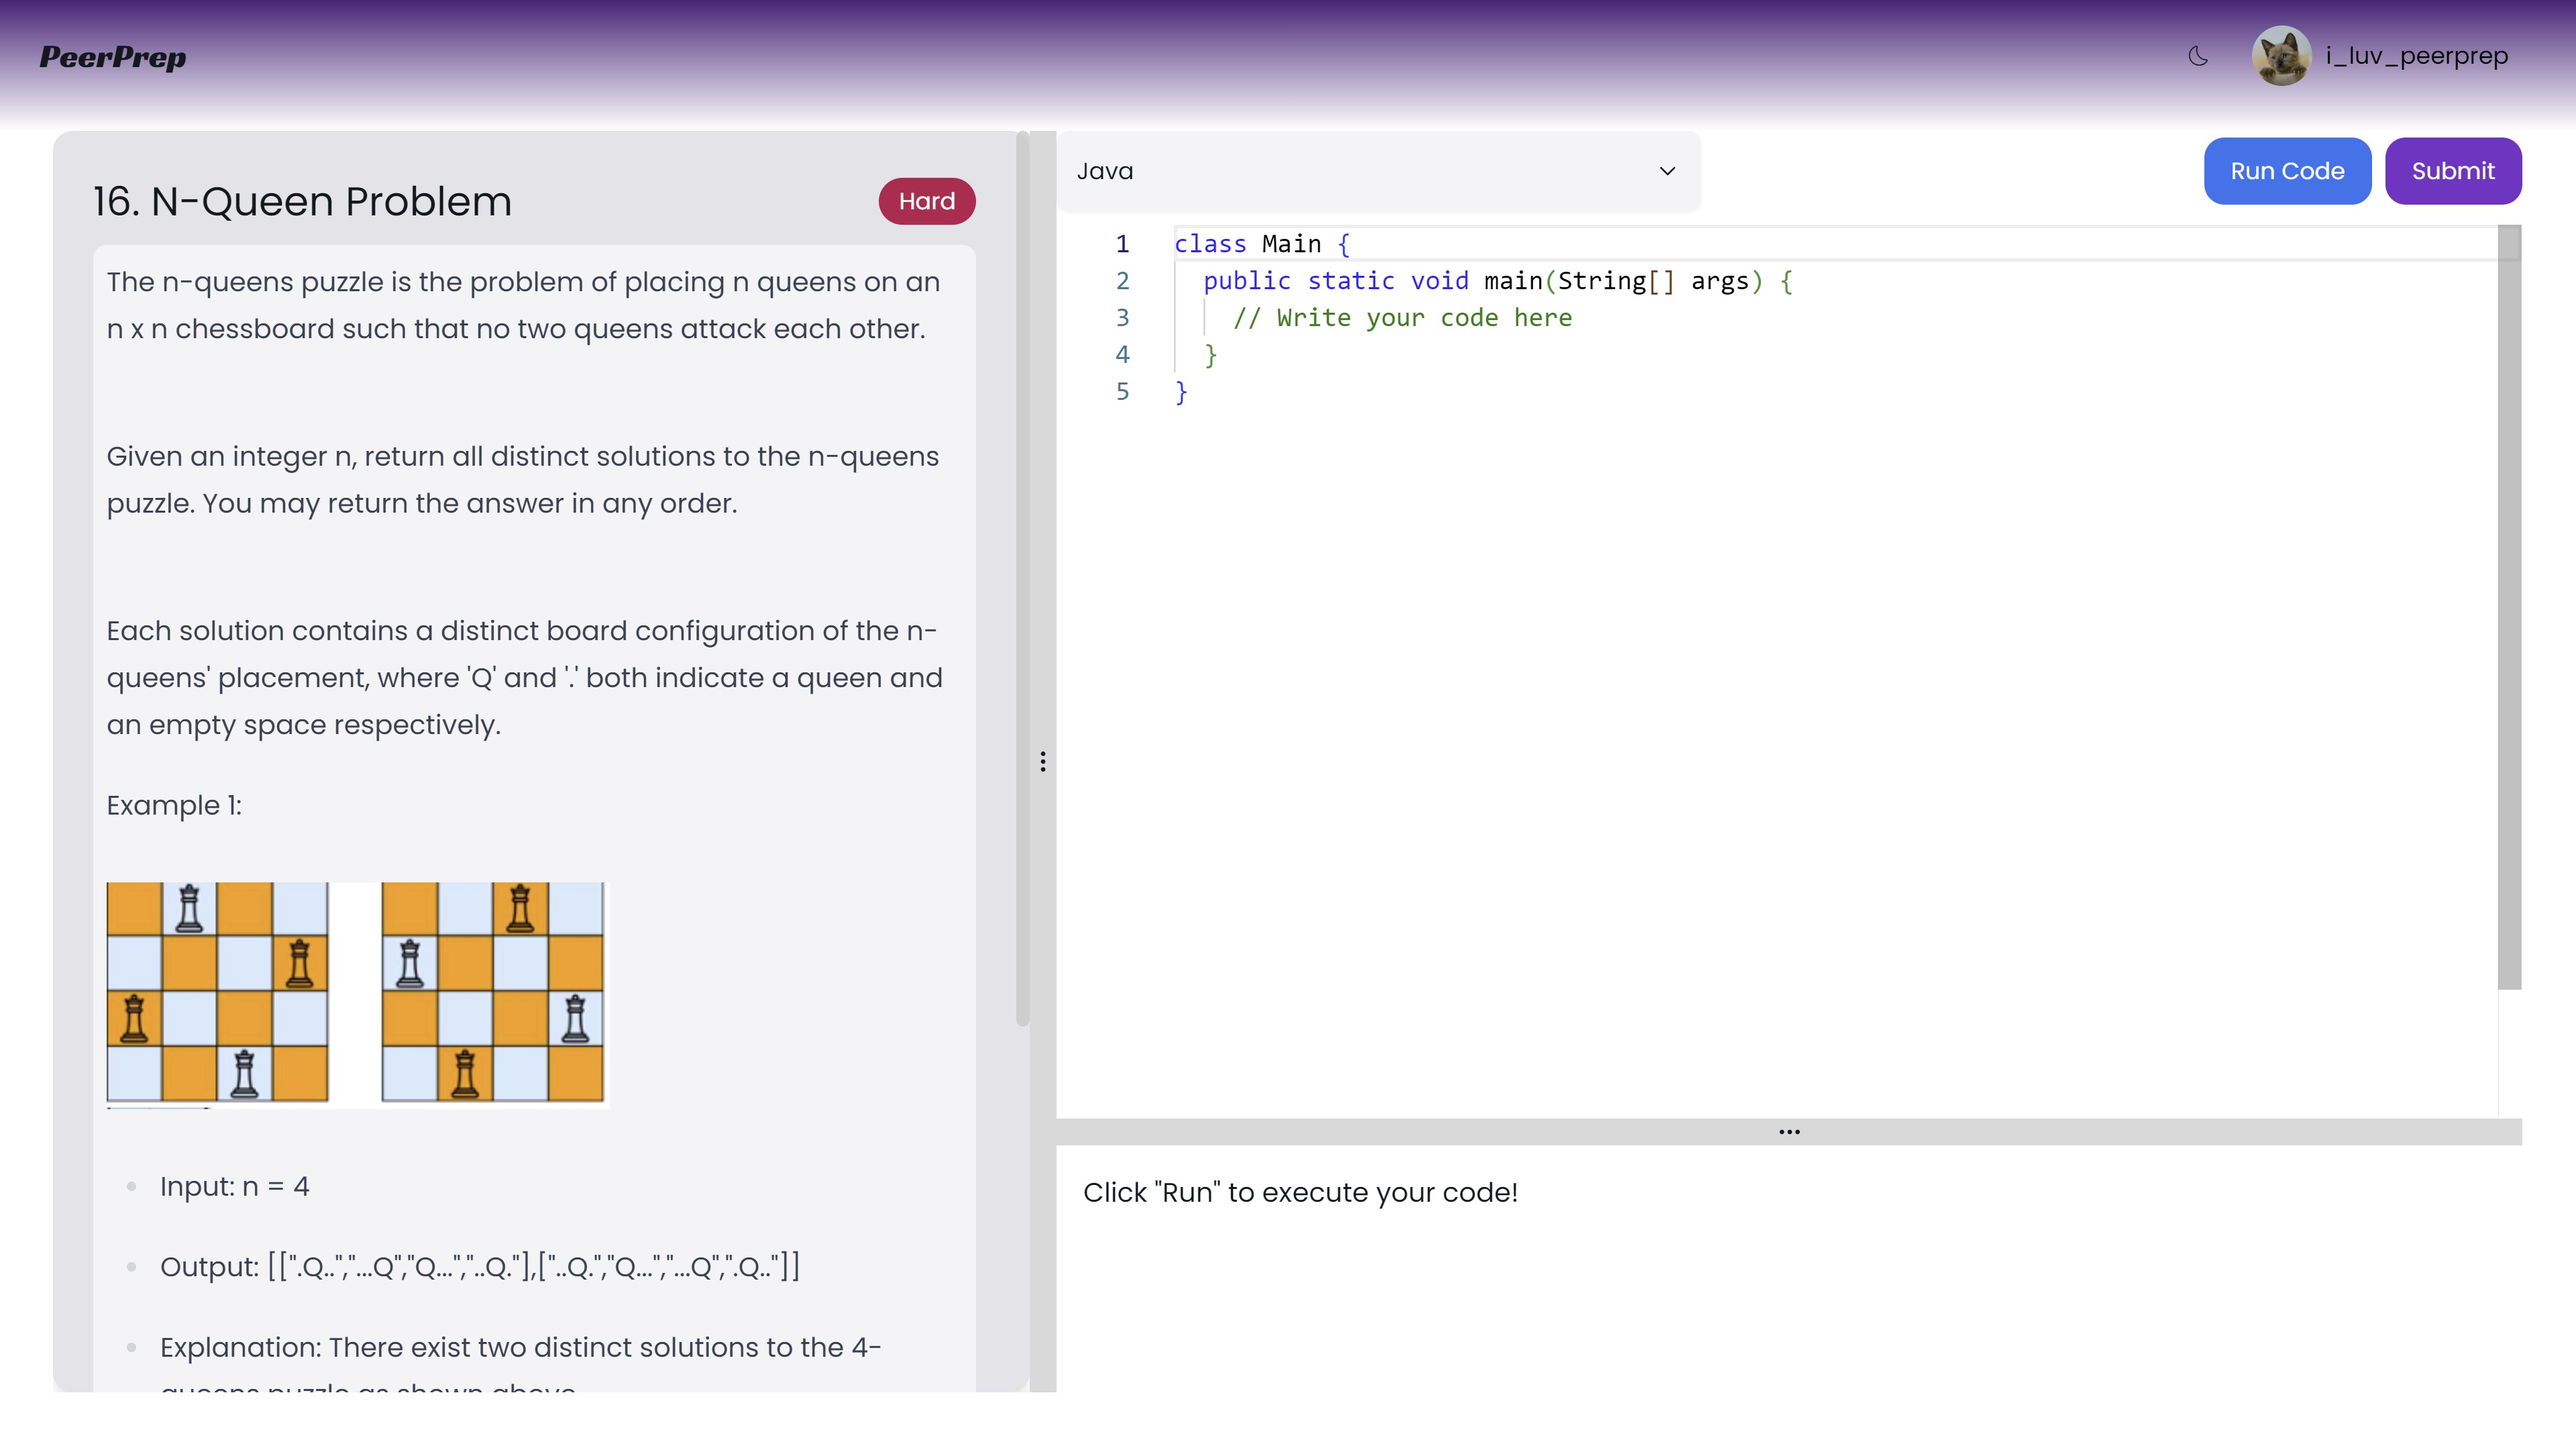 PeerPrep
i_luv_peerprep
16. N-Queen Problem
Hard
The n-queens puzzle is the problem of placing n queens on an
n x n chessboard such that no two queens attack each other.
Given an integer n, return all distinct solutions to the n-queens
puzzle. You may return the answer in any order.
Each solution contains a distinct board configuration of the n-
queens' placement, where 'Q' and '.' both indicate a queen and
an empty space respectively.
Example 1:
Input: n = 4
Output: [[".Q..","...Q","Q...","..Q."],["..Q.","Q...","...Q",".Q.."]]
Explanation: There exist two distinct solutions to the 4-
queens puzzle as shown above
Java
Run Code
Submit
1 class Main {
2 public static void main(String[] args) {
3 // Write your code here
4 }
5 }
Click "Run" to execute your code!